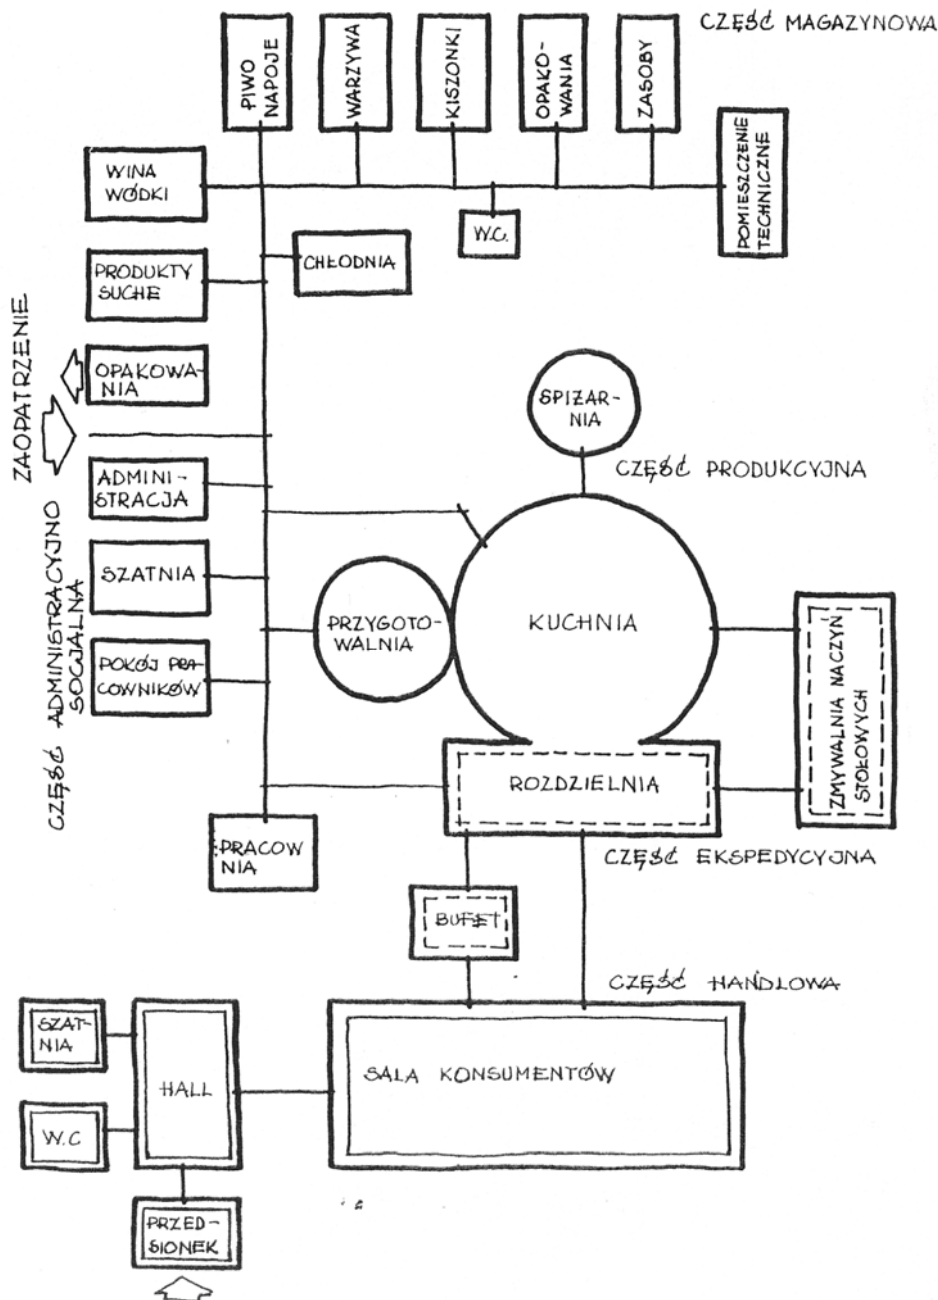 CZĘŚĆ MAGAZYNOWA
PIWO
NAPOJE
WARZYWA
KISZONKI
OPAKO-
WANIA
ZASOBY
POMIESZCZENIE
TECHNICZNE
WINA
WÓDKI
W.C.
CHŁODNIA
PRODUKTY
SUCHE
ZAOPATRZENIE
OPAKOWA-
NIA
SPIŻAR-
NIA
CZĘŚĆ PRODUKCYJNA
ADMINI-
STRACJA
CZĘŚĆ ADMINISTRACYJNO
SOCJALNA
SZATNIA
PRZYGOTO-
WALNIA
KUCHNIA
ZMYWALNIA NACZYŃ
STOŁOWYCH
POKÓJ PRA-
COWNIKÓW
ROZDZIELNIA
PRACOW
NIA
CZĘŚĆ EKSPEDYCYJNA
BUFET
CZĘŚĆ HANDLOWA
SZAT-
NIA
HALL
SALA KONSUMENTÓW
W.C
PRZED-
SIONEK